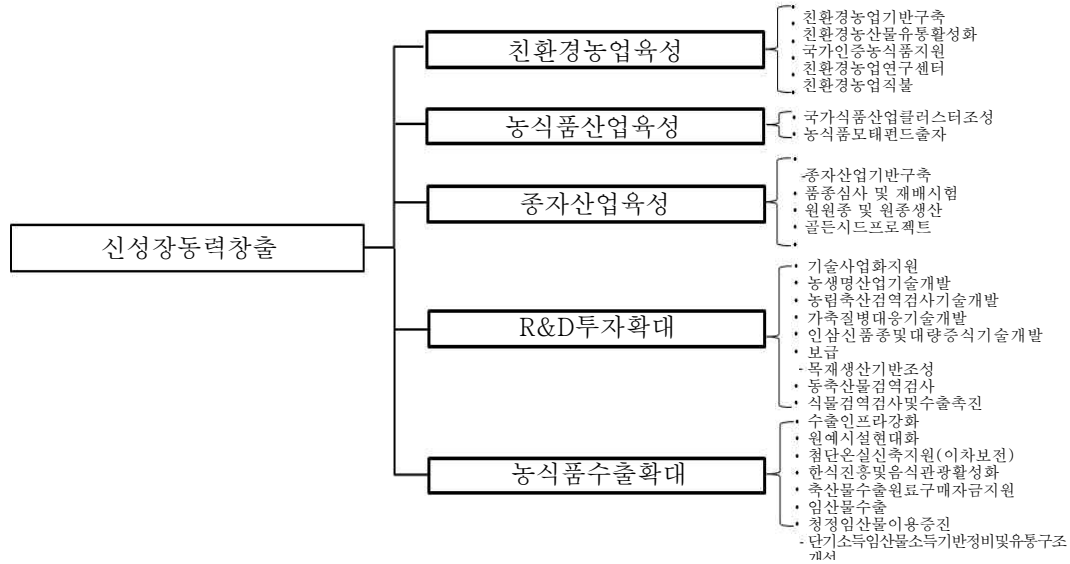 신성장동력창출
친환경농업육성
친환경농업기반구축
친환경농산물유통활성화
국가인증농식품지원
친환경농업연구센터
친환경농업직불
농식품산업육성
국가식품산업클러스터조성
농식품모태펀드출자
종자산업육성
종자산업기반구축
품종심사 및 재배시험
원원종 및 원종생산
골든시드프로젝트
R&D투자확대
기술사업화지원
농생명산업기술개발
농림축산검역검사기술개발
가축질병대응기술개발
인삼신품종및대량증식기술개발
보급
목재생산기반조성
동축산물검역검사
식물검역검사및수출촉진
농식품수출확대
수출인프라강화
원예시설현대화
첨단온실신축지원(이차보전)
한식진흥및음식관광활성화
축산물수출원료구매자금지원
임산물수출
청정임산물이용증진
단기소득임산물소득기반정비및유통구조
개선